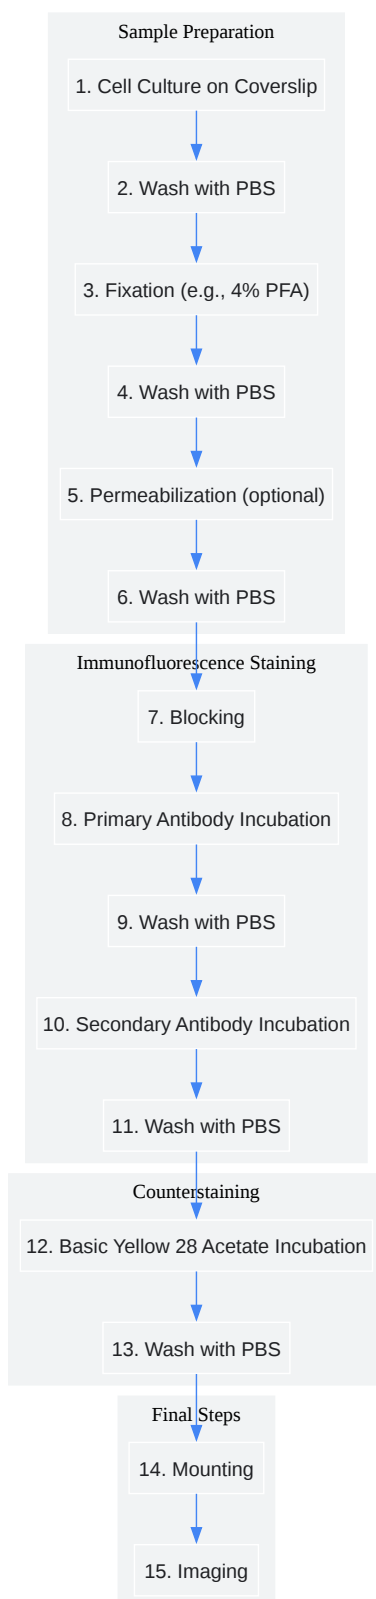 Sample Preparation
1. Cell Culture on Coverslip
2. Wash with PBS
3. Fixation (e.g., 4% PFA)
4. Wash with PBS
5. Permeabilization (optional)
6. Wash with PBS
Immunofluorescence Staining
7. Blocking
8. Primary Antibody Incubation
9. Wash with PBS
10. Secondary Antibody Incubation
11. Wash with PBS
Counterstaining
12. Basic Yellow 28 Acetate Incubation
13. Wash with PBS
Final Steps
14. Mounting
15. Imaging